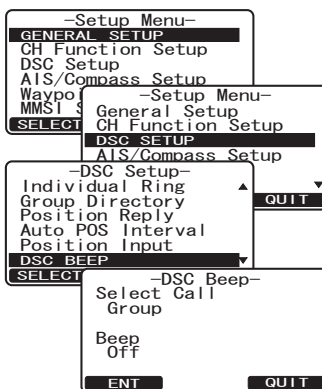 –Setup Menu–
GENERAL SETUP
CH Function Setup
DSC Setup
AIS/Compass Setup
MMSI
SELECT
–Setup Menu–
General Setup
CH Function Setup
DSC SETUP
AIS/Compass Setup
QUIT
–DSC Setup–
Individual Ring
Group Directory
Position Reply
Auto POS Interval
Position Input
DSC BEEP
SELECT
–DSC Beep–
Select Call
Group
Beep
Off
ENT QUIT